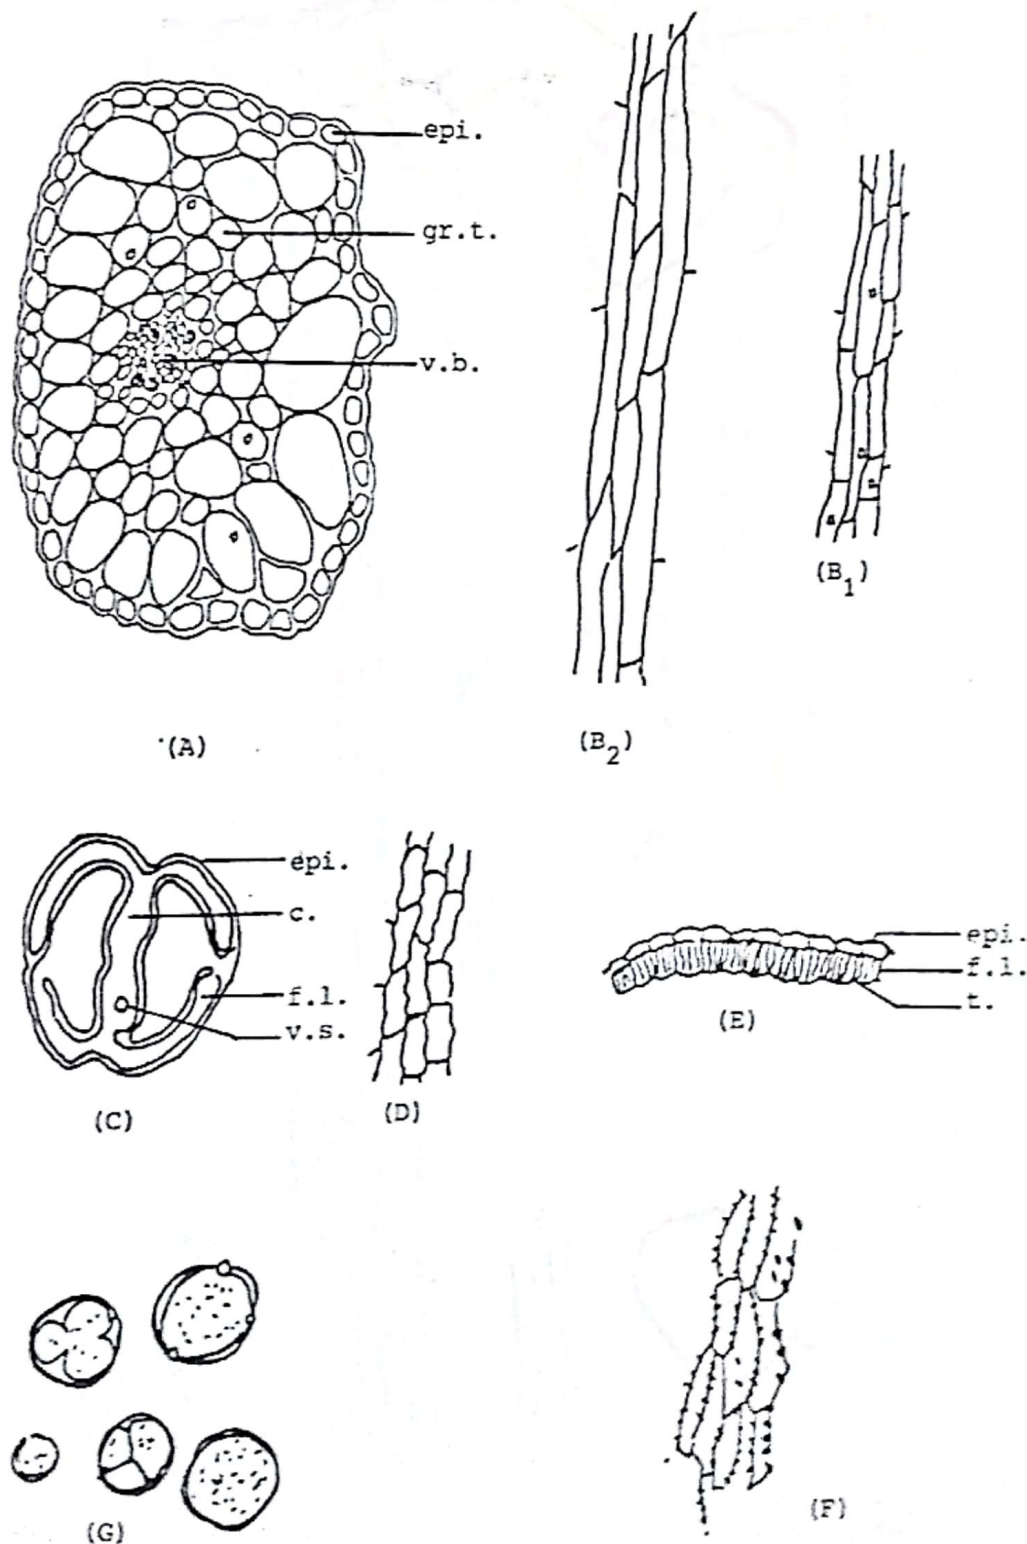 epi.
gr.t.
v.b.
(A)
(B2)
(B1)
epi.
c.
f.l.
v.s.
(C)
(D)
epi.
f.l.
t.
(E)
(G)
(F)